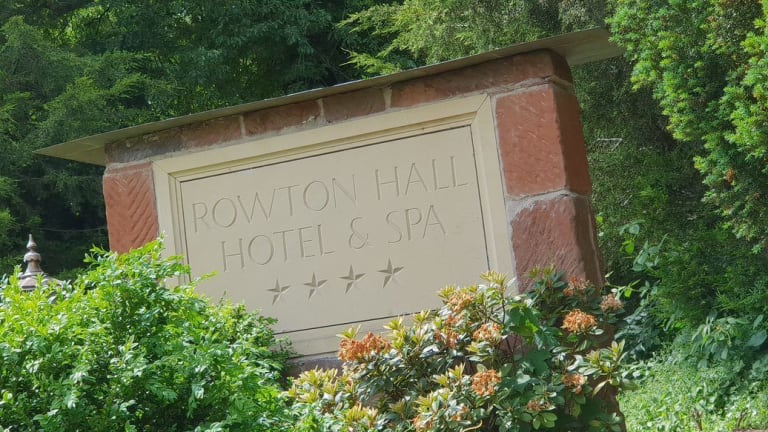 ROWTON HALL
HOTEL & SPA
★★★★